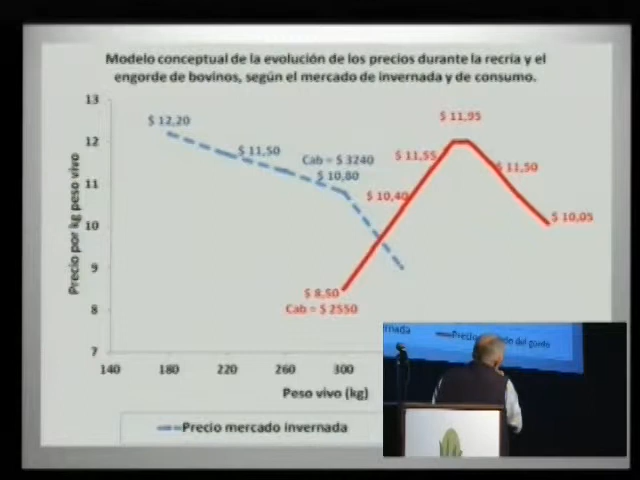 Modelo conceptual de la evolución de los precios durante la recría y el
engorde de bovinos, según el mercado de invernada y de consumo.
13
12
11
10
9
8
7
Precio por kg peso vivo
$ 12,20
$ 11,50
Cab = $ 3240
$ 10,80
$ 11,95
$ 11,55
$ 10,40
$ 11,50
$ 10,05
$ 8,50
Cab = $ 2550
140 180 220 260 300
Peso vivo (kg)
Precio mercado invernada
Precio
del gordo